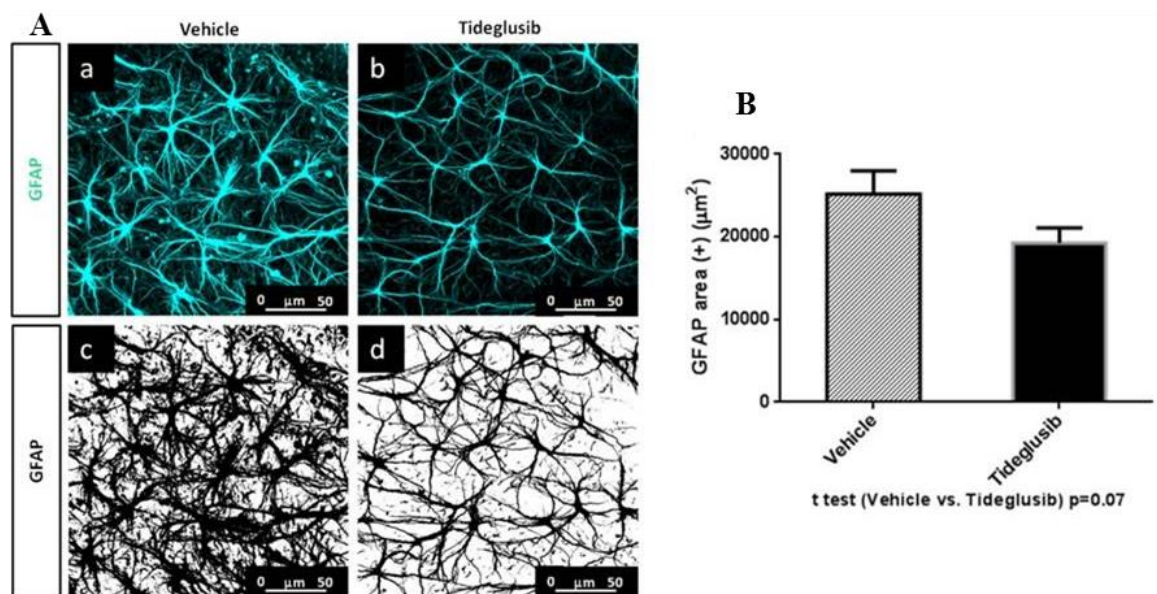 A
Vehicle
Tideglusib
GFAP
a
b
0 μm 50
0 μm 50
GFAP
c
d
0 μm 50
0 μm 50
B
GFAP area (+) (μm²)
30000
20000
10000
0
Vehicle
Tideglusib
t test (Vehicle vs. Tideglusib) p=0.07